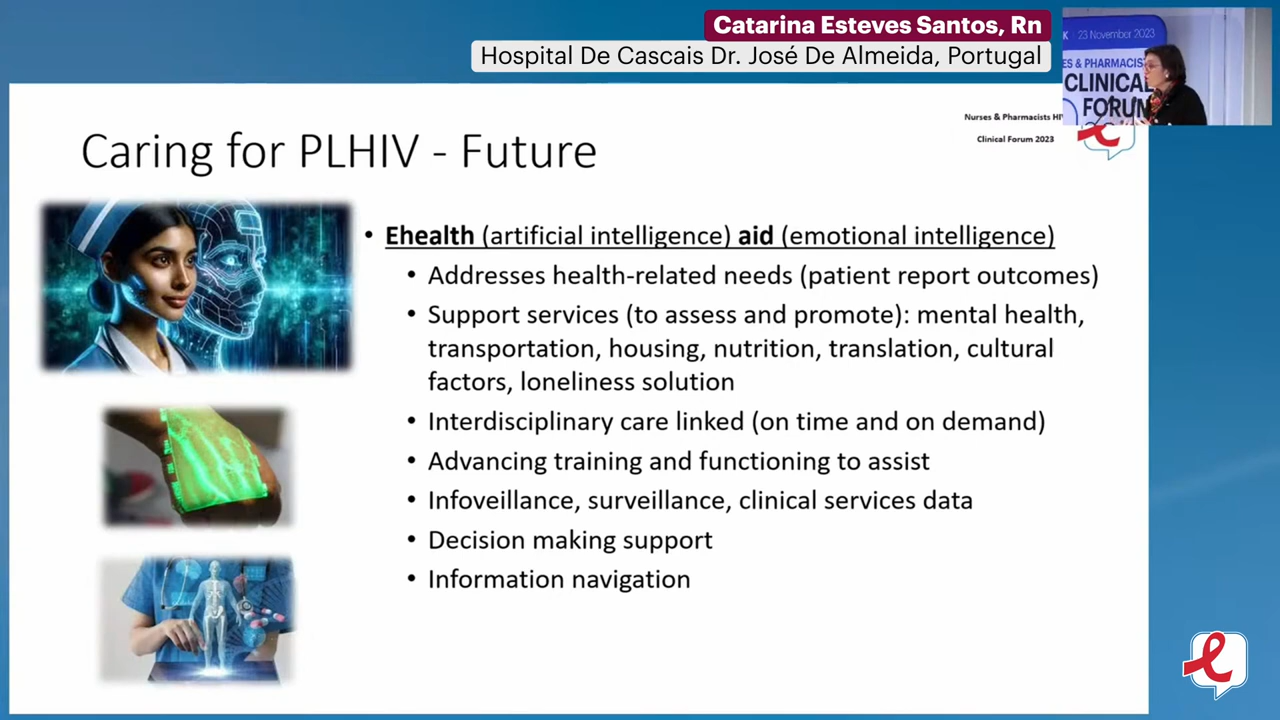 Catarina Esteves Santos, Rn
Hospital De Cascais Dr. José De Almeida, Portugal
23 November 2023
ES & PHARMACIS
CLINICAL
FORUM
Nurses & Pharmacists HI
Clinical Forum 2023
Caring for PLHIV - Future
• Ehealth (artificial intelligence) aid (emotional intelligence)
• Addresses health-related needs (patient report outcomes)
• Support services (to assess and promote): mental health,
transportation, housing, nutrition, translation, cultural
factors, loneliness solution
• Interdisciplinary care linked (on time and on demand)
• Advancing training and functioning to assist
• Infoveillance, surveillance, clinical services data
• Decision making support
• Information navigation